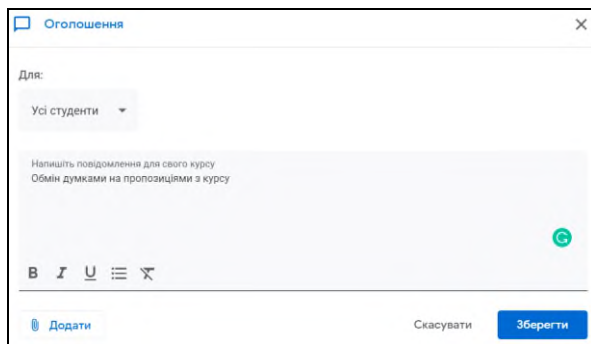 Оголошення
Для:
Усі студенти
Напишіть повідомлення для свого курсу
Обмін думками на пропозиціями з курсу
B I U
Додати
Скасувати
Зберегти